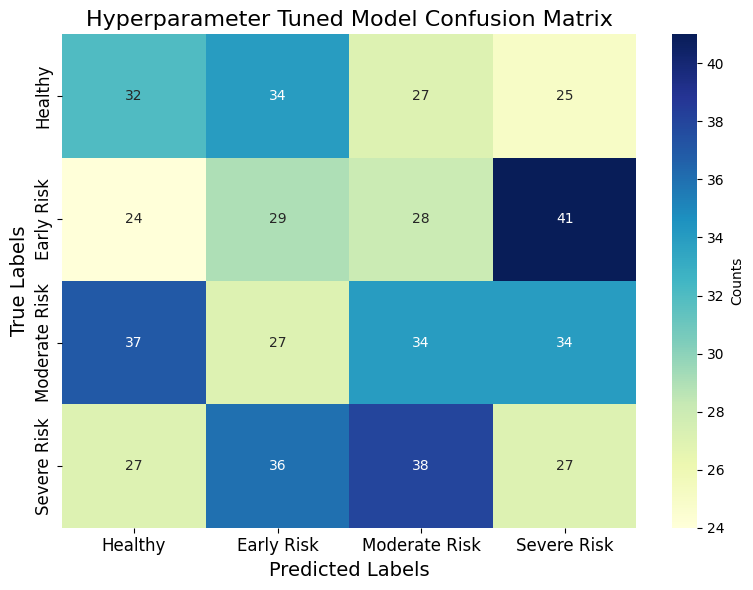 Hyperparameter Tuned Model Confusion Matrix
True Labels
Healthy
32 34 27 25
Early Risk
24 29 28 41
Moderate Risk
37 27 34 34
Severe Risk
27 36 38 27
Healthy Early Risk Moderate Risk Severe Risk
Predicted Labels
40
38
36
34
32
30
28
26
24
Counts